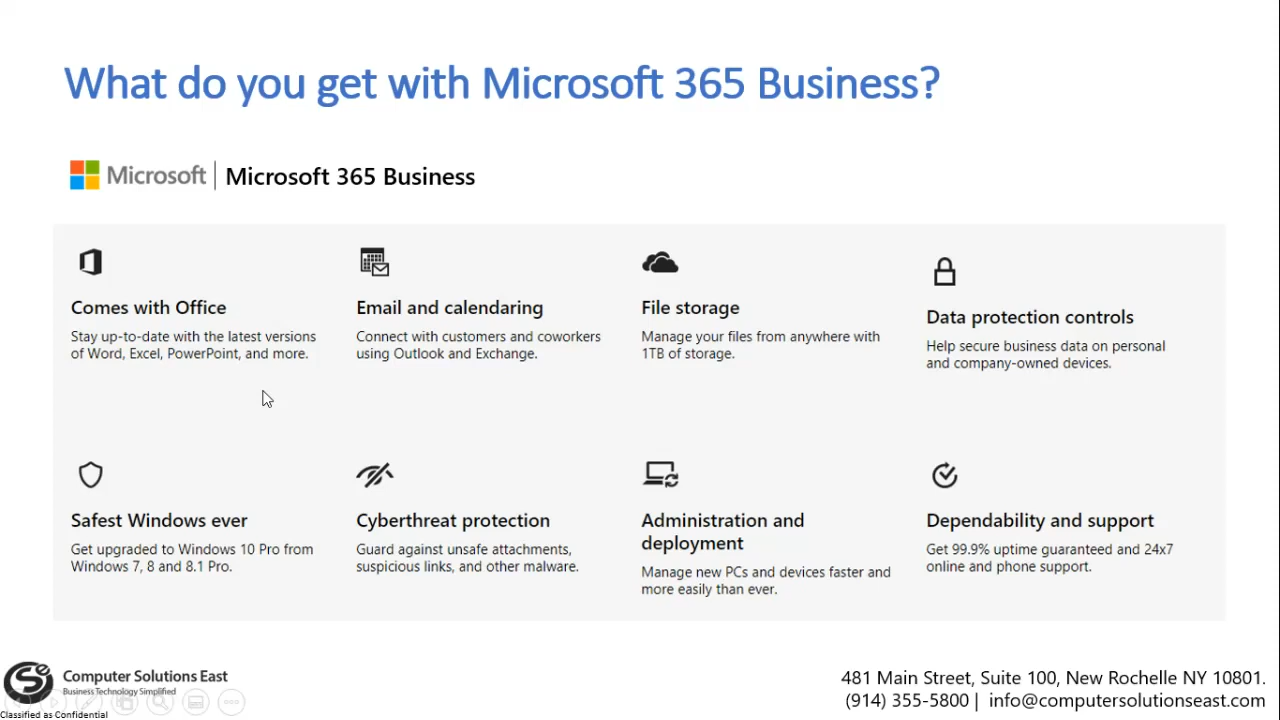 What do you get with Microsoft 365 Business?
Microsoft | Microsoft 365 Business
Comes with Office
Stay up-to-date with the latest versions
of Word, Excel, PowerPoint, and more.
Email and calendaring
Connect with customers and coworkers
using Outlook and Exchange.
File storage
Manage your files from anywhere with
1TB of storage.
Data protection controls
Help secure business data on personal
and company-owned devices.
Safest Windows ever
Get upgraded to Windows 10 Pro from
Windows 7, 8 and 8.1 Pro.
Cyberthreat protection
Guard against unsafe attachments,
suspicious links, and other malware.
Administration and
deployment
Manage new PCs and devices faster and
more easily than ever.
Dependability and support
Get 99.9% uptime guaranteed and 24x7
online and phone support.
Computer Solutions East
Business Technology Simplified
Classified as Confidential
481 Main Street, Suite 100, New Rochelle NY 10801.
(914) 355-5800 | info@computersolutionseast.com